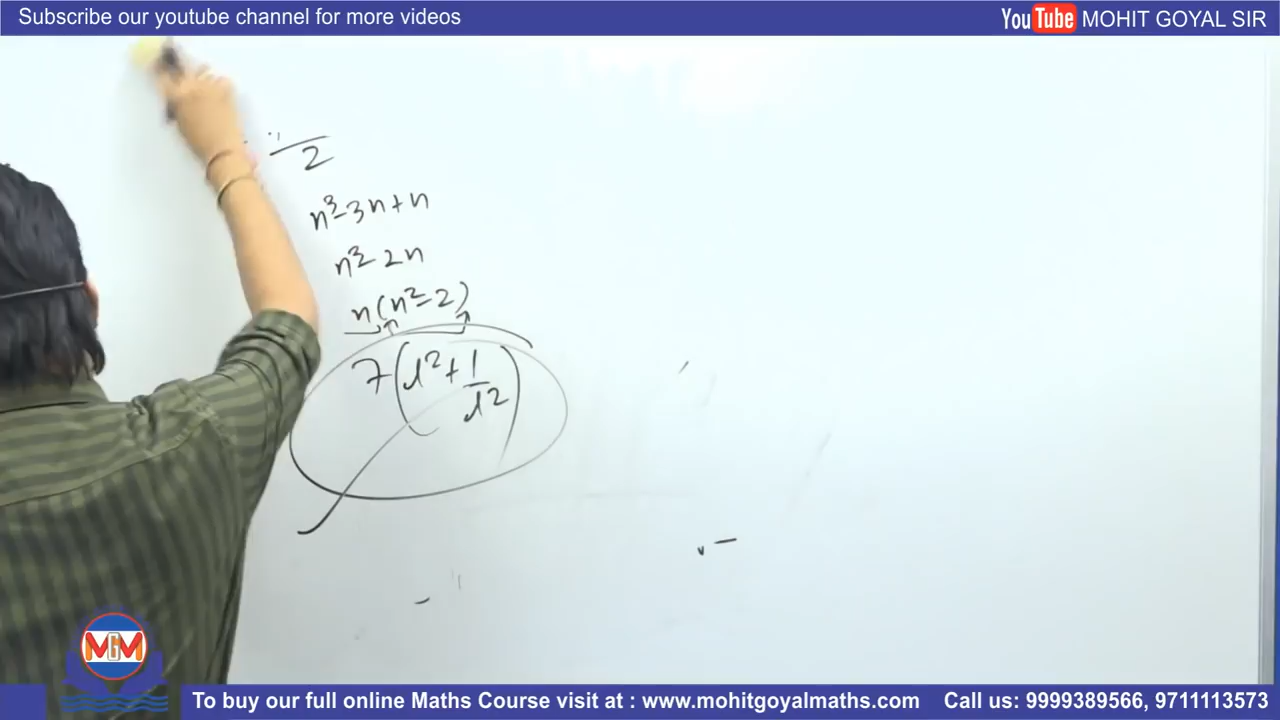 Subscribe our youtube channel for more videos
YouTube MOHIT GOYAL SIR
2
n³-3n+n
n³-2n
n(n²-2)
7(x²+1/x²)
MGM
To buy our full online Maths Course visit at : www.mohitgoyalmaths.com Call us: 9999389566, 9711113573